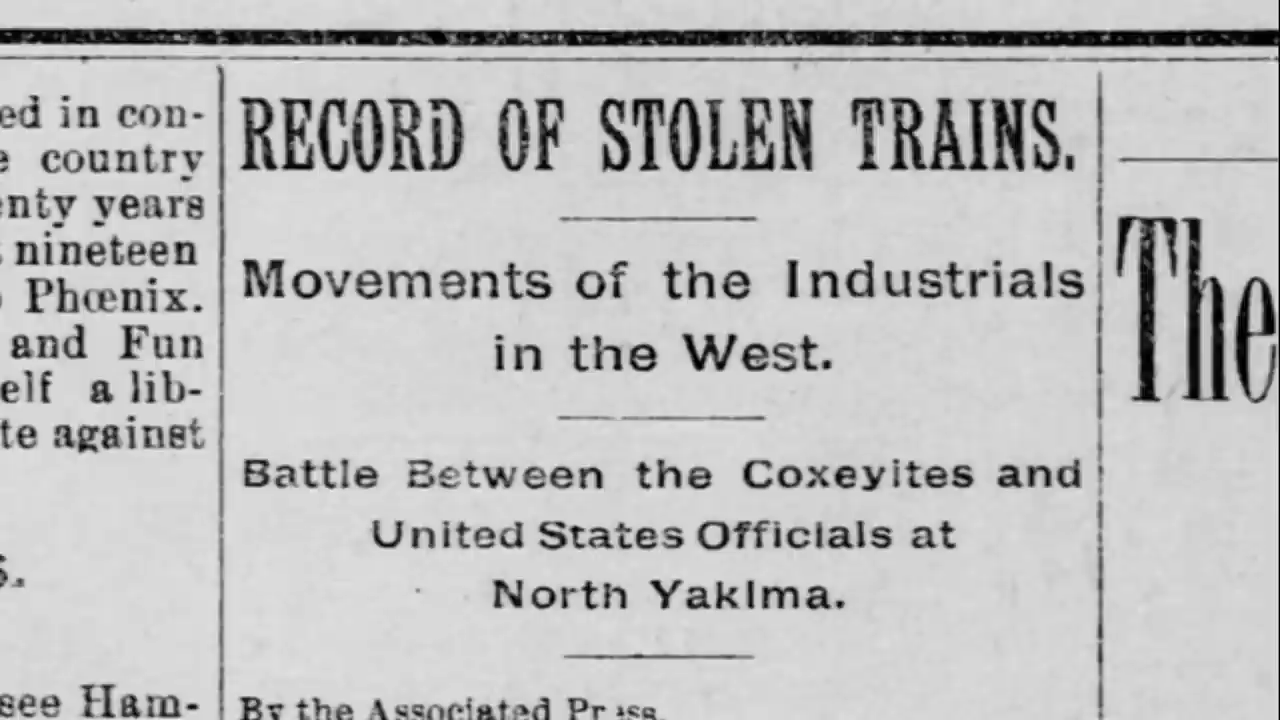 ed in con-
e country
enty years
nineteen
Phœnix.
and Fun
elf a lib-
te against
s.
see Ham-
RECORD OF STOLEN TRAINS.
Movements of the Industrials
in the West.
Battle Between the Coxeyites and
United States Officials at
North Yakima.
By the Associated Press.
The